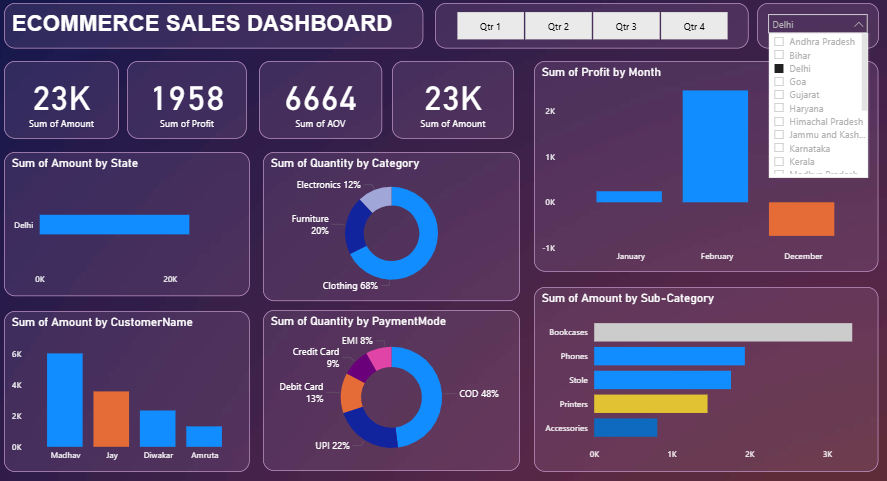 ECOMMERCE SALES DASHBOARD
Qtr 1
Qtr 2
Qtr 3
Qtr 4
Delhi
Andhra Pradesh
Bihar
Delhi
Goa
Gujarat
Haryana
Himachal Pradesh
Jammu and Kash...
Karnataka
Kerala
Madhya Pradesh
23K
Sum of Amount
1958
Sum of Profit
6664
Sum of AOV
23K
Sum of Amount
Sum of Profit by Month
2K
1K
0K
-1K
January
February
December
Sum of Amount by State
Delhi
0K
20K
Sum of Quantity by Category
Electronics 12%
Furniture
20%
Clothing 68%
Sum of Amount by CustomerName
6K
4K
2K
0K
Madhav
Jay
Diwakar
Amruta
Sum of Quantity by PaymentMode
EMI 8%
Credit Card
9%
Debit Card
13%
UPI 22%
COD 48%
Sum of Amount by Sub-Category
Bookcases
Phones
Stole
Printers
Accessories
0K
1K
2K
3K